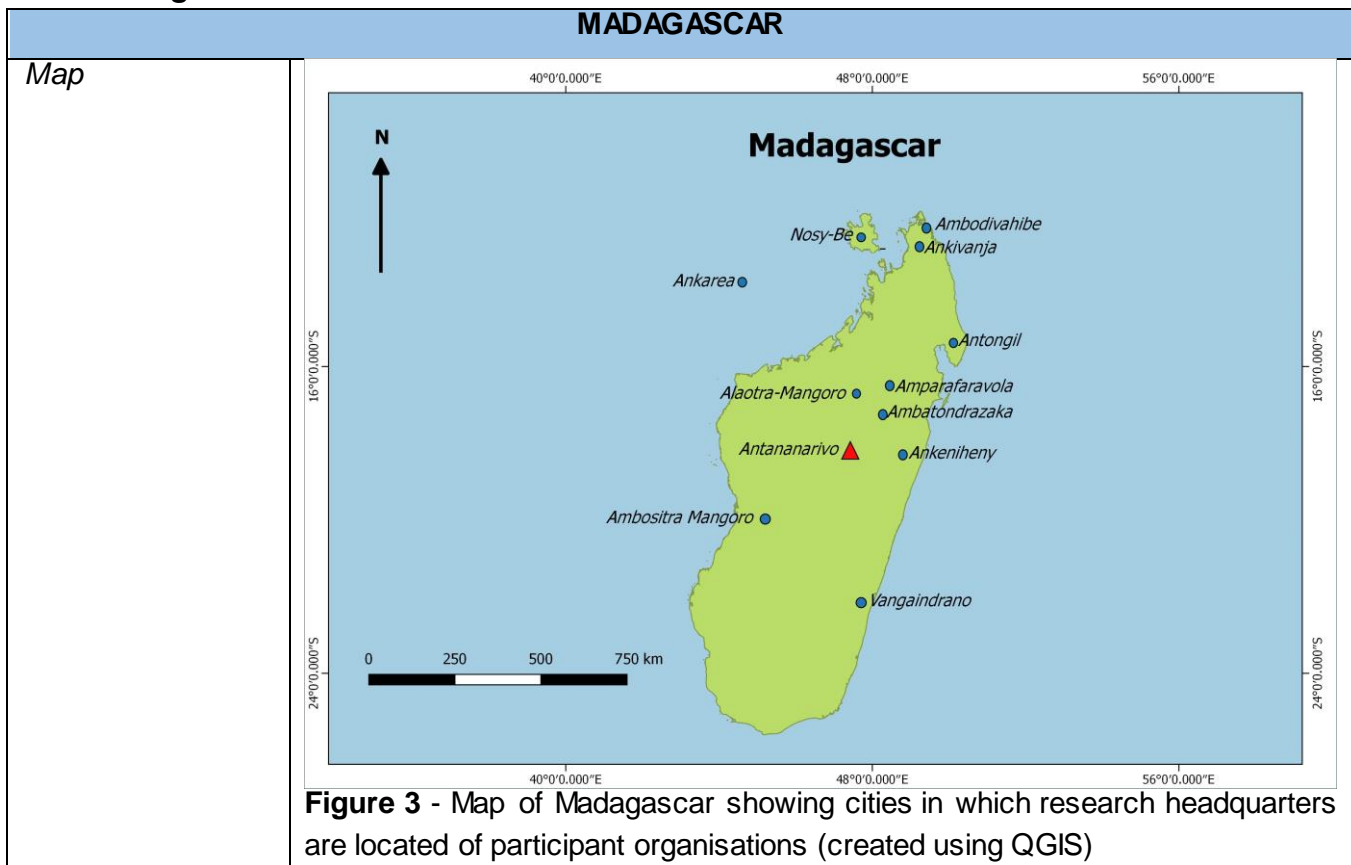 MADAGASCAR
Map
40°0'0.000"E 48°0'0.000"E 56°0'0.000"E
N
Madagascar
Nosy-Be
Ambodivahibe
Ankivanja
Ankarea
Antongil
16°0'0.000"S 16°0'0.000"S
Alaotra-Mangoro
Amparafaravola
Ambatondrazaka
Antananarivo
Ankeniheny
Ambositra Mangoro
Vangaindrano
24°0'0.000"S 24°0'0.000"S
0 250 500 750 km
40°0'0.000"E 48°0'0.000"E 56°0'0.000"E
Figure 3 - Map of Madagascar showing cities in which research headquarters
are located of participant organisations (created using QGIS)